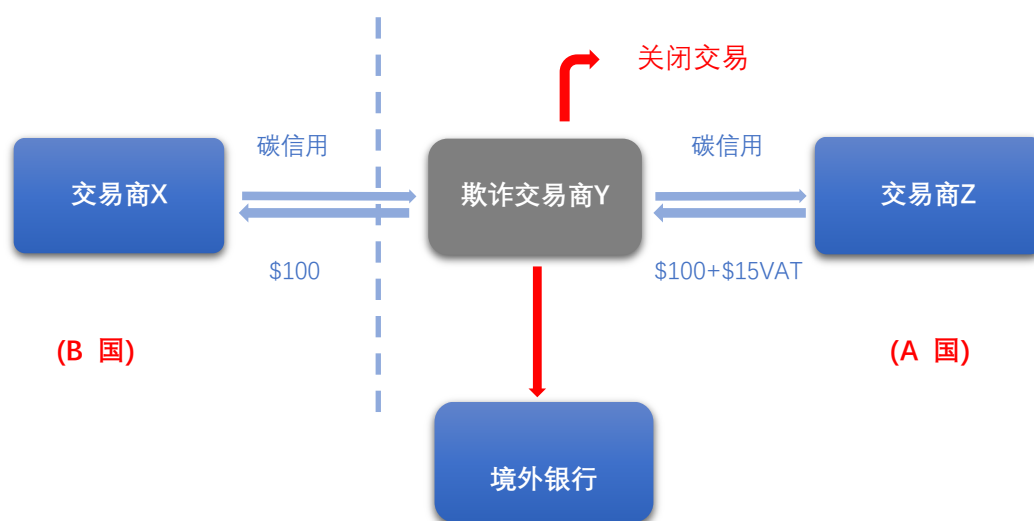 关闭交易
碳信用
碳信用
交易商X
欺诈交易商Y
交易商Z
$100
$100+$15VAT
(B 国)
(A 国)
境外银行